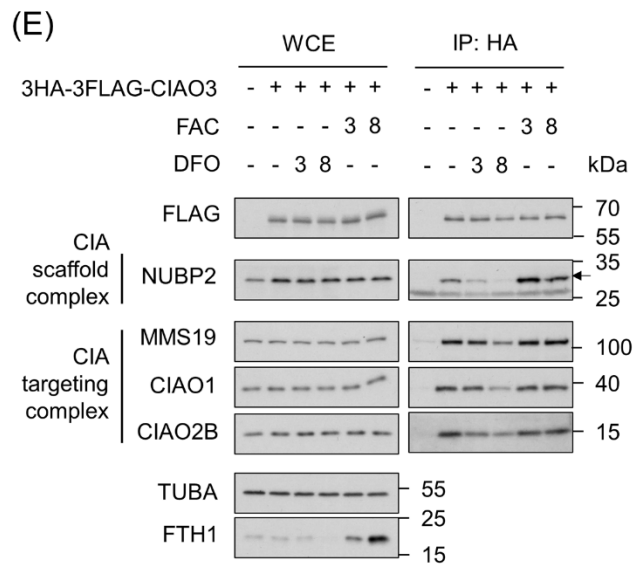 (E)
WCE IP: HA
3HA-3FLAG-CIAO3 - + + + + + - + + + + +
FAC - - - - 3 8 - - - - 3 8
DFO - - 3 8 - - - - 3 8 - - kDa
FLAG 70
55
CIA scaffold complex NUBP2 35
25
CIA targeting complex MMS19 100
CIAO1 40
CIAO2B 15
TUBA 55
FTH1 25
15